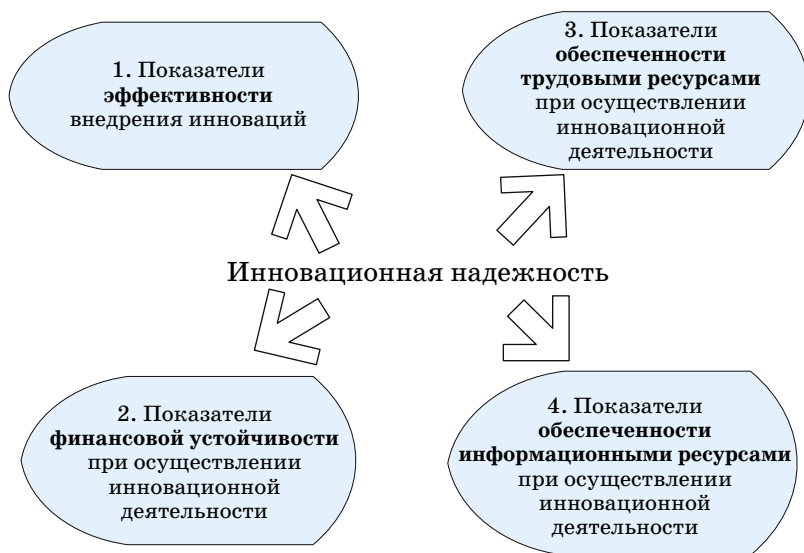 1. Показатели
эффективности
внедрения инноваций
3. Показатели
обеспеченности
трудовыми ресурсами
при осуществлении
инновационной
деятельности
Инновационная надежность
2. Показатели
финансовой устойчивости
при осуществлении
инновационной
деятельности
4. Показатели
обеспеченности
информационными ресурсами
при осуществлении
инновационной
деятельности